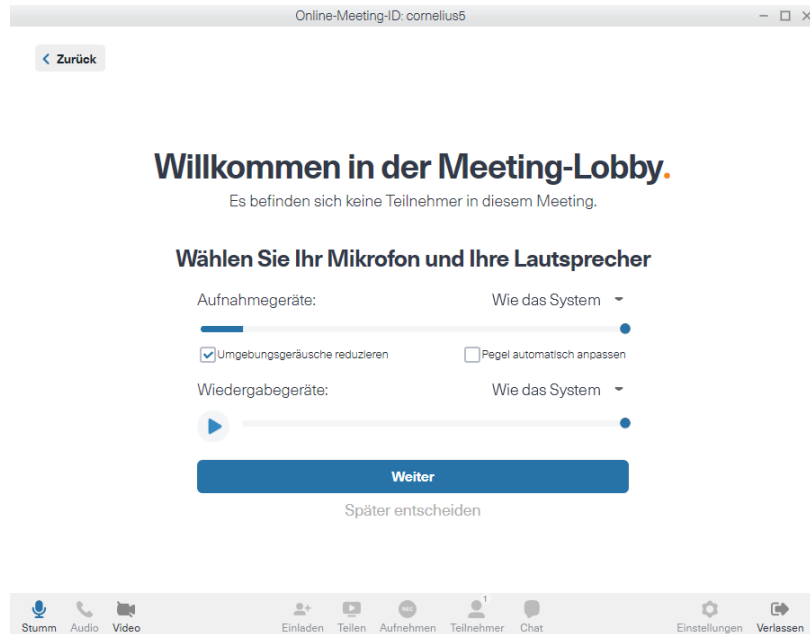 Online-Meeting-ID: cornelius5
Zurück
Willkommen in der Meeting-Lobby.
Es befinden sich keine Teilnehmer in diesem Meeting.
Wählen Sie Ihr Mikrofon und Ihre Lautsprecher
Aufnahmegeräte: Wie das System
Umgebungsgeräusche reduzieren Pegel automatisch anpassen
Wiedergabegeräte: Wie das System
Weiter
Später entscheiden
REC 1
Stumm Audio Video Einladen Teilen Aufnehmen Teilnehmer Chat Einstellungen Verlassen